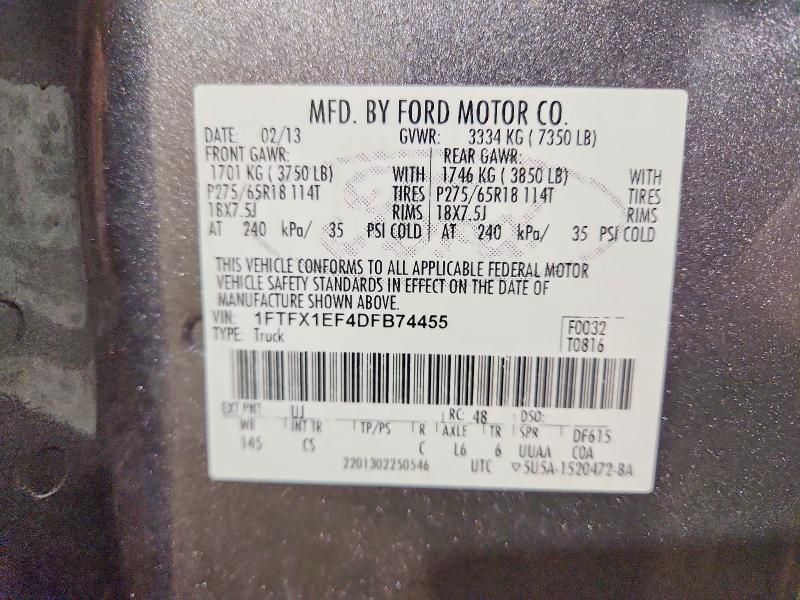 MFD. BY FORD MOTOR CO.
DATE: 02/13 GVWR: 3334 KG ( 7350 LB)
FRONT GAWR: REAR GAWR:
1701 KG ( 3750 LB) WITH 1746 KG ( 3850 LB) WITH
P275/65R18 114T TIRES P275/65R18 114T TIRES
18X7.5J RIMS 18X7.5J RIMS
AT 240 kPa/ 35 PSI COLD AT 240 kPa/ 35 PSI COLD
THIS VEHICLE CONFORMS TO ALL APPLICABLE FEDERAL MOTOR
VEHICLE SAFETY STANDARDS IN EFFECT ON THE DATE OF
MANUFACTURE SHOWN ABOVE.
VIN: 1FTFX1EF4DFB74455 F0032
TYPE: Truck T0816
EXT PNT: UJ RC: 48 DSO:
WB INT TR TP/PS R AXLE TR SPR DF615
145 CS C L6 6 UUAA COA
2201302250546 UTC ▽5U5A-1520472-BA